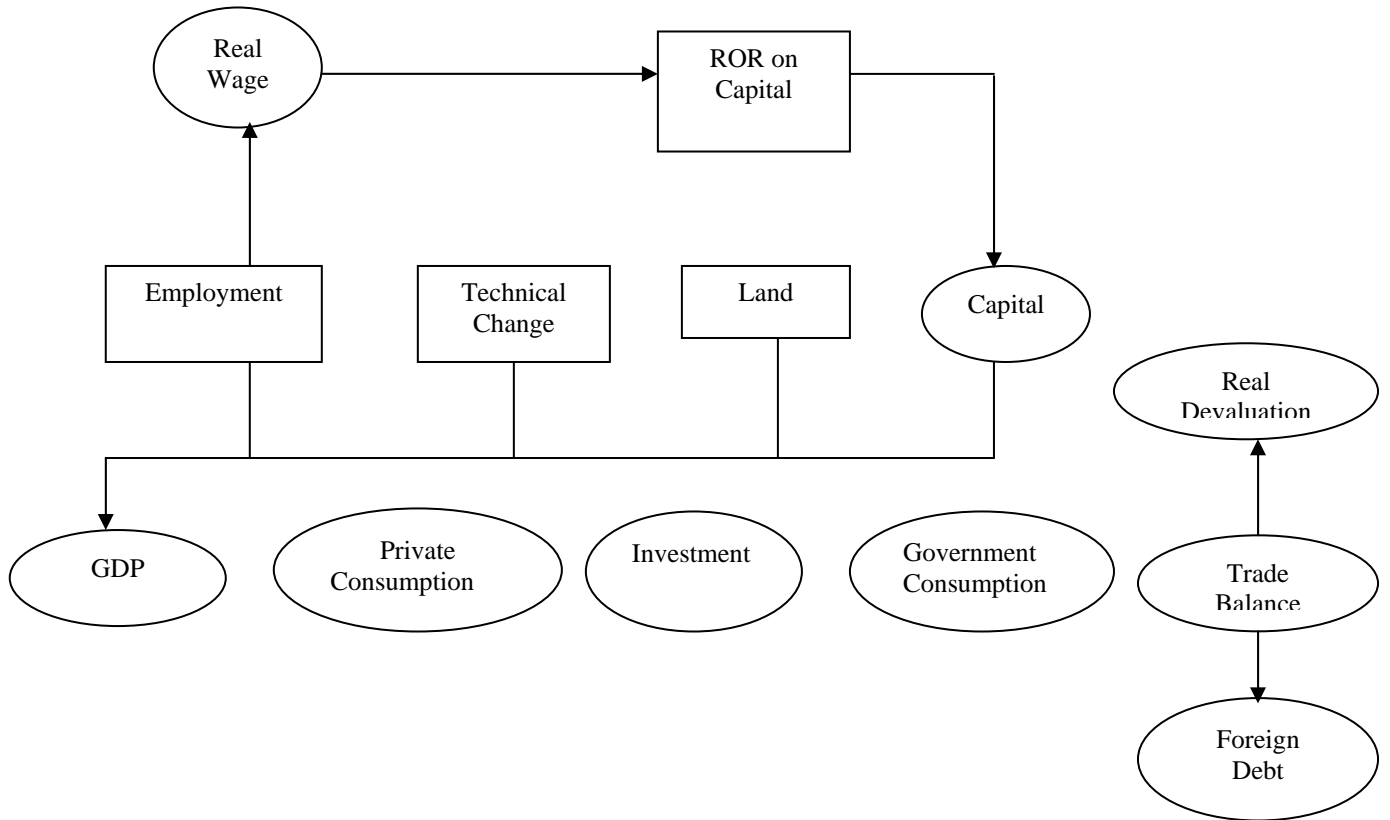 Real
Wage
ROR on
Capital
Employment
Technical
Change
Land
Capital
Real
Devaluation
GDP
Private
Consumption
Investment
Government
Consumption
Trade
Balance
Foreign
Debt